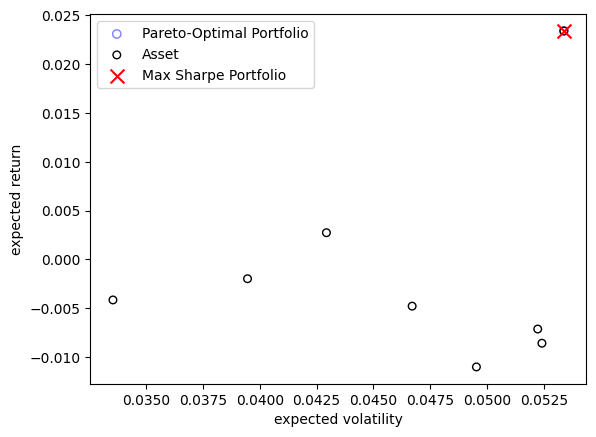 Pareto-Optimal Portfolio
Asset
Max Sharpe Portfolio
0.025
0.020
0.015
0.010
0.005
0.000
−0.005
−0.010
expected return
0.0350 0.0375 0.0400 0.0425 0.0450 0.0475 0.0500 0.0525
expected volatility